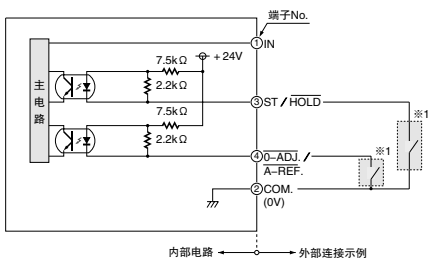 端子No.
①IN
+24V
7.5kΩ
2.2kΩ
主电路
③ST/HOLD
※1
7.5kΩ
2.2kΩ
※1
④0-ADJ./
A-REF.
②COM.
(0V)
内部电路
外部连接示例